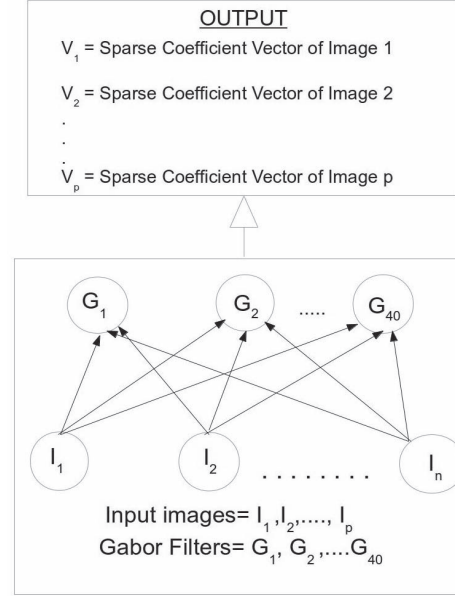 OUTPUT
V₁ = Sparse Coefficient Vector of Image 1
V₂ = Sparse Coefficient Vector of Image 2
.
.
.
Vₚ = Sparse Coefficient Vector of Image p
G₁ G₂ ..... G₄₀
I₁ I₂ ........ Iₙ
Input images= I₁ ,I₂,...., Iₚ
Gabor Filters= G₁, G₂ ,....G₄₀